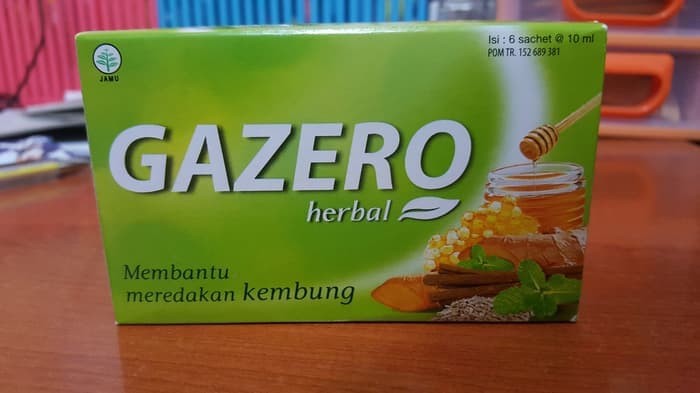 Isi : 6 sachet @ 10 ml
POM TR. 152 689 381
JAMU
GAZERO
herbal
Membantu
meredakan kembung